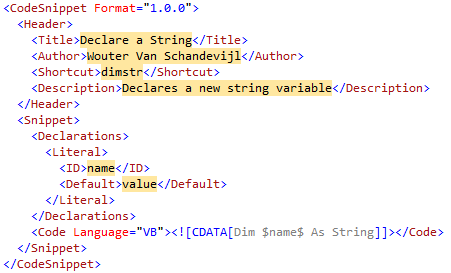 <CodeSnippet Format="1.0.0">
  <Header>
    <Title>Declare a String</Title>
    <Author>Wouter Van Schandevijl</Author>
    <Shortcut>dimstr</Shortcut>
    <Description>Declares a new string variable</Description>
  </Header>
  <Snippet>
    <Declarations>
      <Literal>
        <ID>name</ID>
        <Default>value</Default>
      </Literal>
    </Declarations>
    <Code Language="VB"><![CDATA[Dim $name$ As String]]></Code>
  </Snippet>
</CodeSnippet>